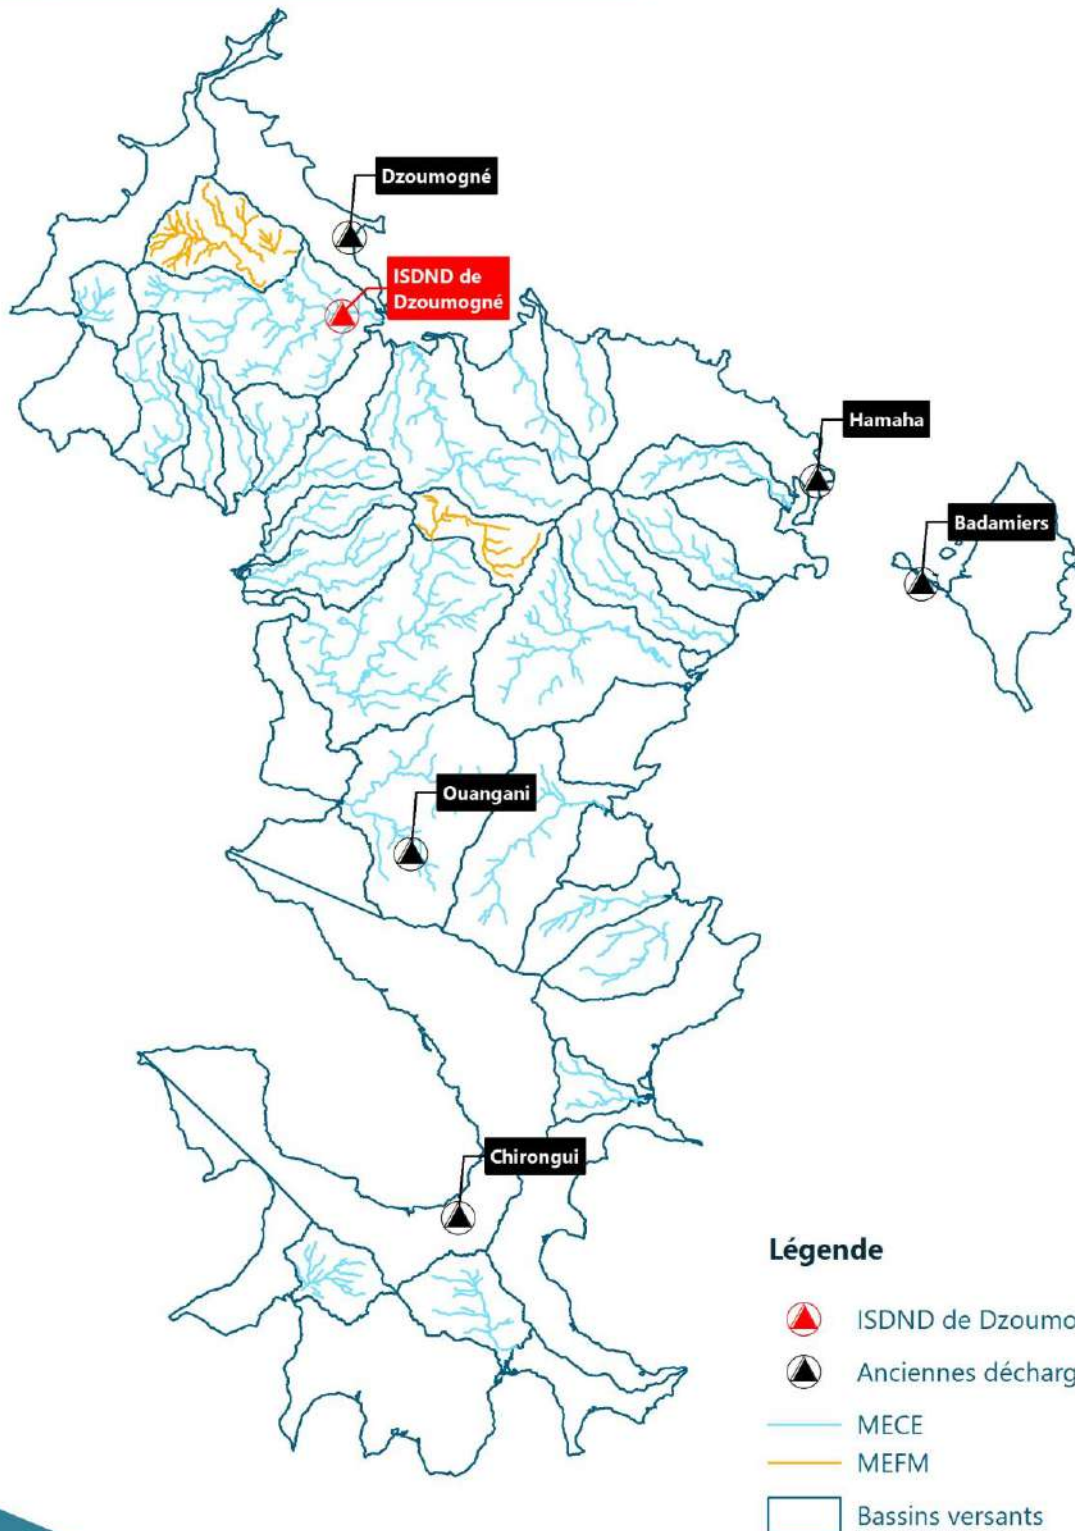 Dzoumogné
ISDND de
Dzoumogné
Hamaha
Badamiers
Ouangani
Chirongui
Légende
ISDND de Dzoumo
Anciennes décharg
MECE
MEFM
Bassins versants